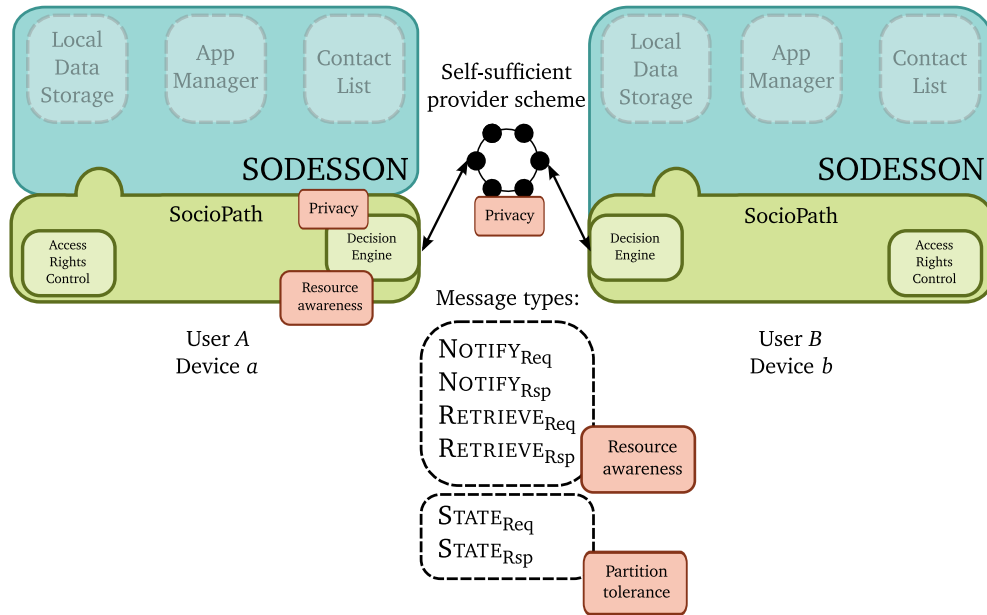 Local
Data
Storage
App
Manager
Contact
List
SODESSON
SocioPath
Privacy
Access
Rights
Control
Decision
Engine
Resource
awareness
User A
Device a
Self-sufficient
provider scheme
Privacy
Local
Data
Storage
App
Manager
Contact
List
SODESSON
SocioPath
Decision
Engine
Access
Rights
Control
User B
Device b
Message types:
NOTIFYReq
NOTIFYRsp
RETRIEVEReq
RETRIEVERsp
Resource
awareness
STATEReq
STATERsp
Partition
tolerance